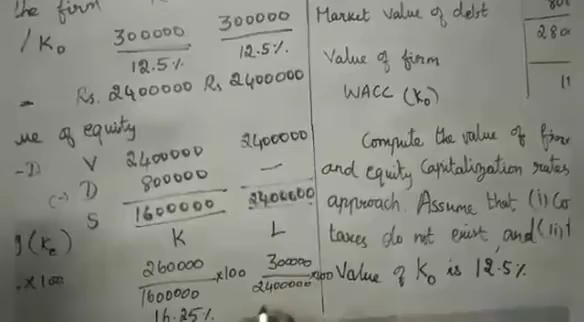 the firm
/ K₀ 300000 300000
12.5% 12.5%
Rs. 2400000 Rs 2400000
of equity
-D) V 2400000 2400000
(-) D 800000 —
S 1600000 2400000
K L
g (Ke)
.×100 260000 ×100 300000 ×100
1600000 2400000
16.25%
Market value of debt
Value of firm
WACC (K₀)
Compute the value of firm
and equity Capitalization rates
approach. Assume that (i) Co
taxes do not exist, and (ii) t
Value of K₀ is 12.5%